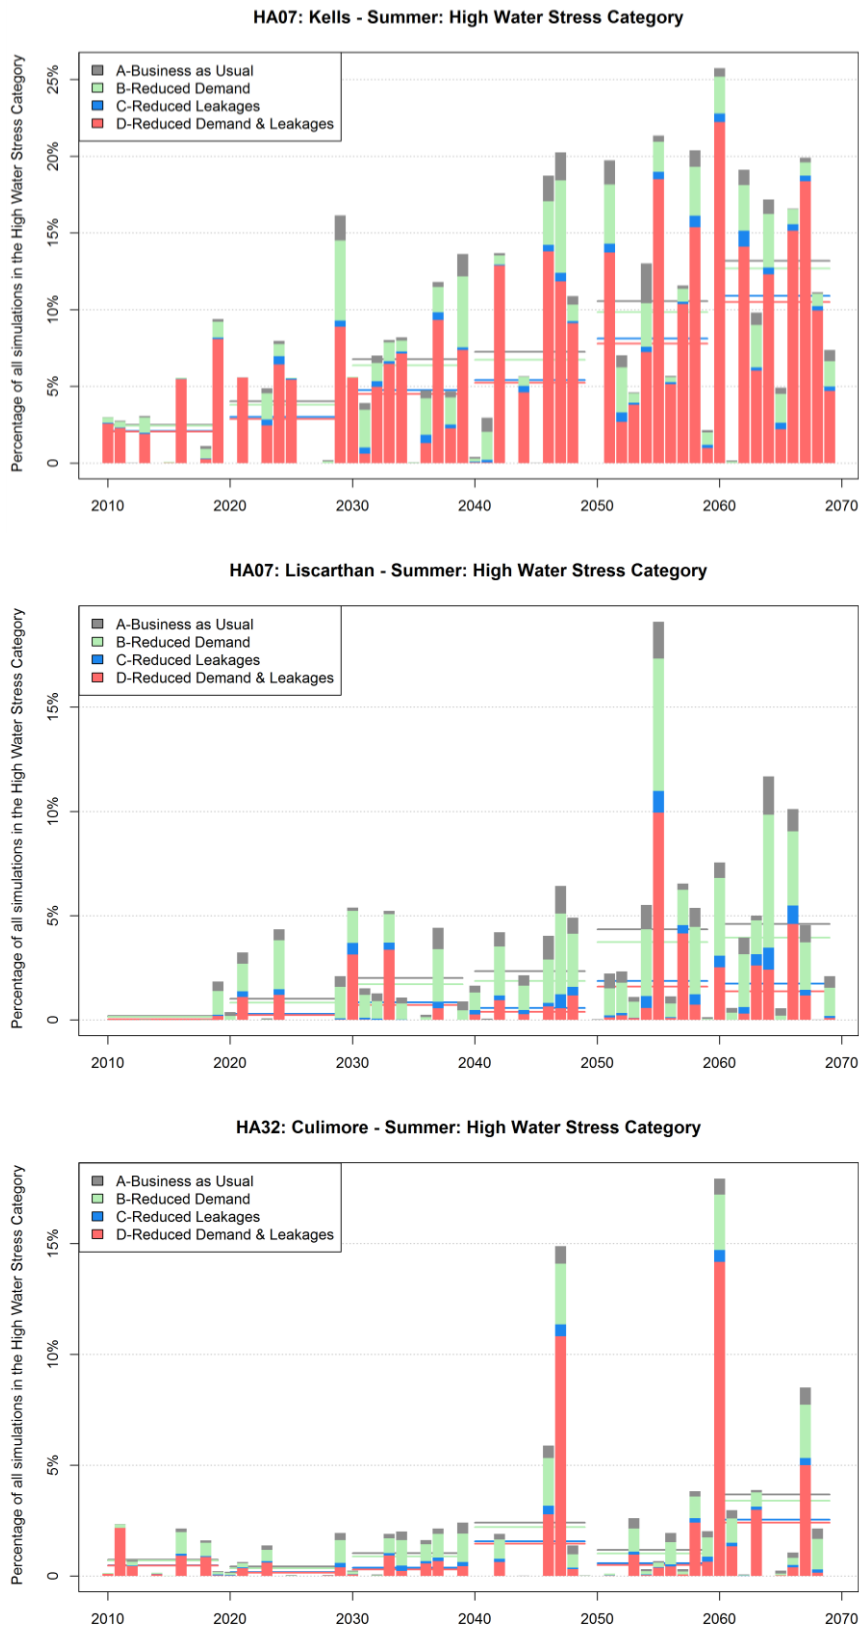 HA07: Kells - Summer: High Water Stress Category
Percentage of all simulations in the High Water Stress Category
A-Business as Usual
B-Reduced Demand
C-Reduced Leakages
D-Reduced Demand & Leakages
25%
20%
15%
10%
5%
0
2010 2020 2030 2040 2050 2060 2070
HA07: Liscarthan - Summer: High Water Stress Category
Percentage of all simulations in the High Water Stress Category
A-Business as Usual
B-Reduced Demand
C-Reduced Leakages
D-Reduced Demand & Leakages
15%
10%
5%
0
2010 2020 2030 2040 2050 2060 2070
HA32: Culimore - Summer: High Water Stress Category
Percentage of all simulations in the High Water Stress Category
A-Business as Usual
B-Reduced Demand
C-Reduced Leakages
D-Reduced Demand & Leakages
15%
10%
5%
0
2010 2020 2030 2040 2050 2060 2070